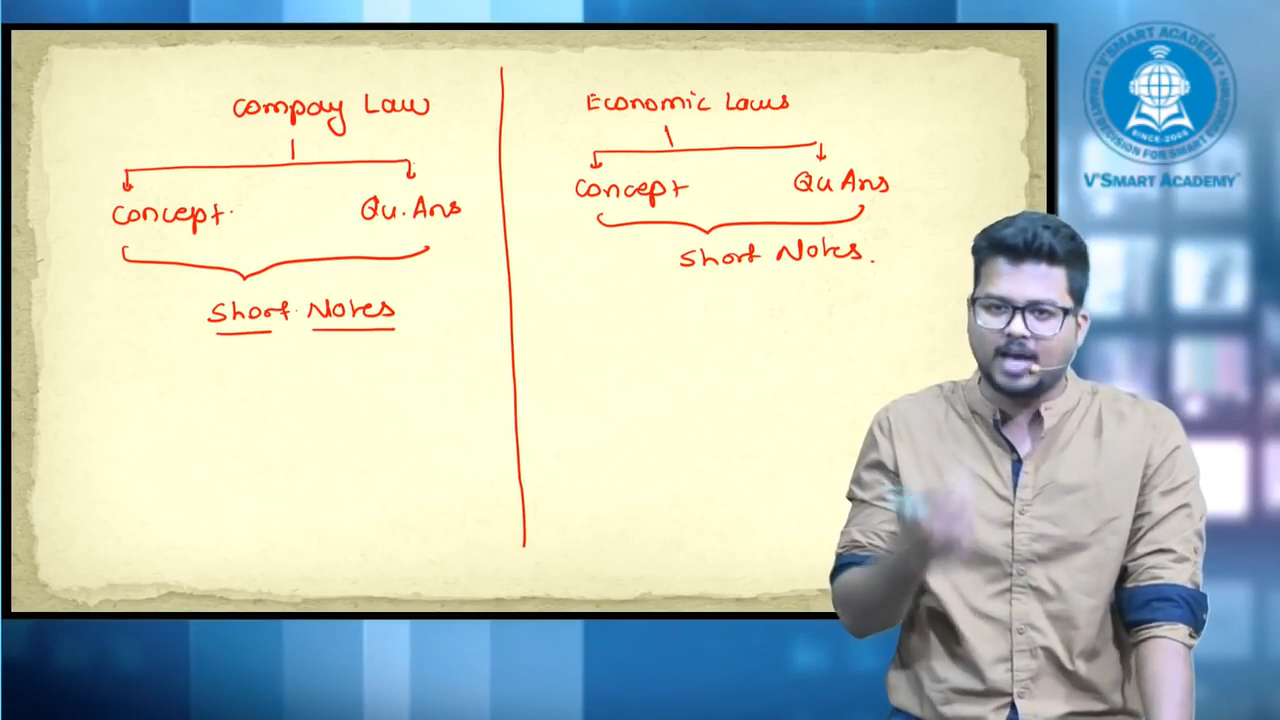 Compay Law
Concept.
Qu. Ans
Short Notes
Economic Laws
Concept
Qu Ans
Short Notes.
V'SMART ACADEMY
SINCE-2006
V'SMART ACADEMY